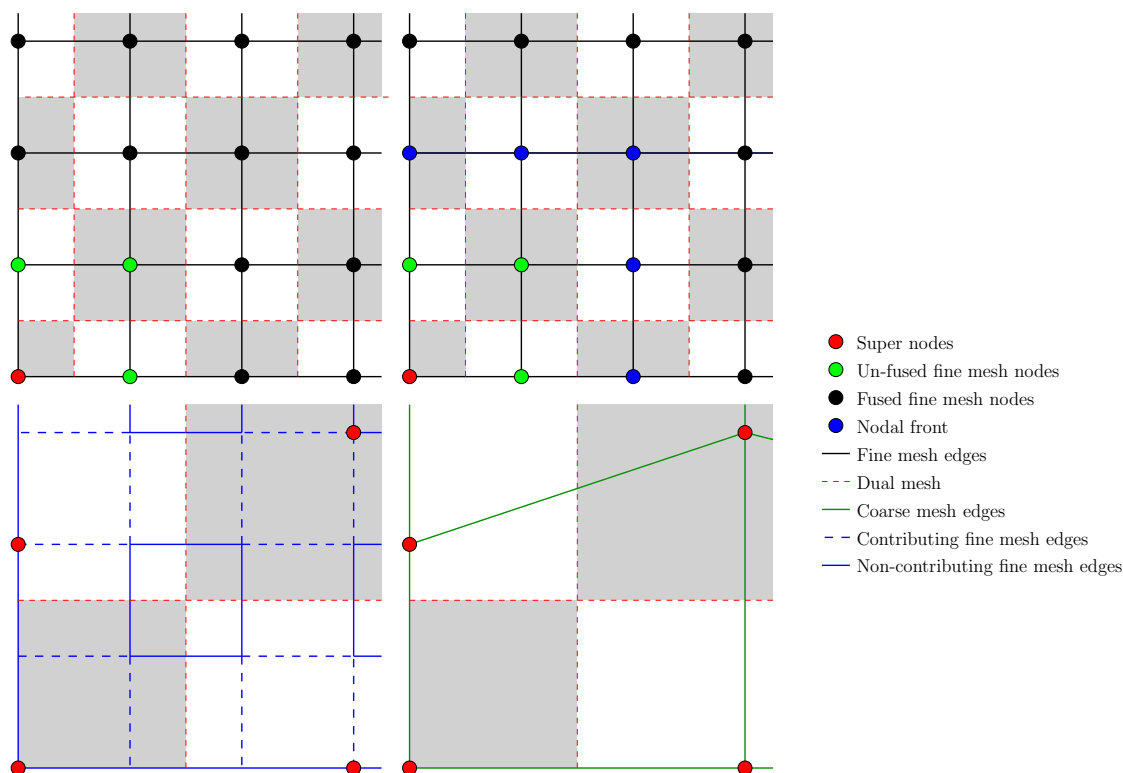 Super nodes
Un-fused fine mesh nodes
Fused fine mesh nodes
Nodal front
Fine mesh edges
Dual mesh
Coarse mesh edges
Contributing fine mesh edges
Non-contributing fine mesh edges